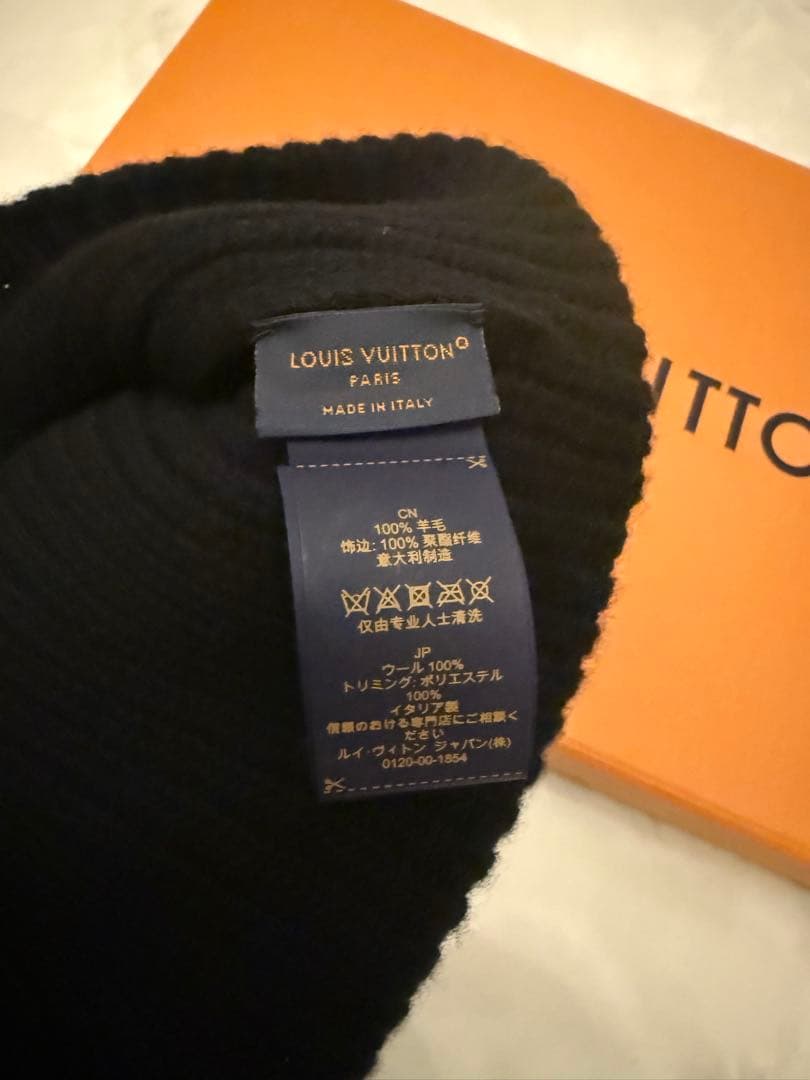 LOUIS VUITTON
PARIS
MADE IN ITALY
ITTO
CN
100% 羊毛
饰边: 100% 聚酯纤维
意大利制造
仅由专业人士清洗
JP
ウール 100%
トリミング: ポリエステル
100%
イタリア製
信頼のおける専門店にご相談く
ださい
ルイ・ヴィトン ジャパン(株)
0120-00-1854